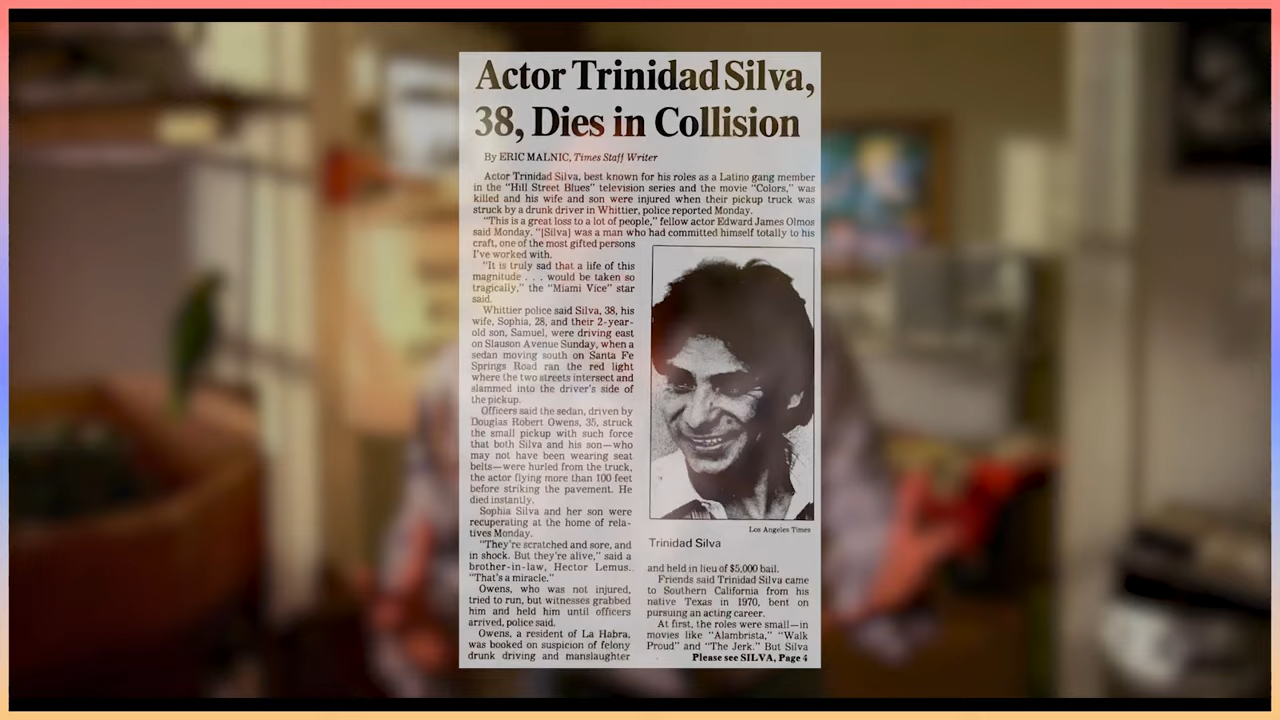 Actor Trinidad Silva,
38, Dies in Collision
By ERIC MALNIC, Times Staff Writer
Actor Trinidad Silva, best known for his roles as a Latino gang member
in the "Hill Street Blues" television series and the movie "Colors," was
killed and his wife and son were injured when their pickup truck was
struck by a drunk driver in Whittier, police reported Monday.
"This is a great loss to a lot of people," fellow actor Edward James Olmos
said Monday. "[Silva] was a man who had committed himself totally to his
craft, one of the most gifted persons
I've worked with.
"It is truly sad that a life of this
magnitude . . . would be taken so
tragically," the "Miami Vice" star
said.
Whittier police said Silva, 38, his
wife, Sophia, 28, and their 2-year-
old son, Samuel, were driving east
on Slauson Avenue Sunday, when a
sedan moving south on Santa Fe
Springs Road ran the red light
where the two streets intersect and
slammed into the driver's side of
the pickup.
Officers said the sedan, driven by
Douglas Robert Owens, 35, struck
the small pickup with such force
that both Silva and his son—who
may not have been wearing seat
belts—were hurled from the truck,
the actor flying more than 100 feet
before striking the pavement. He
died instantly.
Sophia Silva and her son were
recuperating at the home of rela-
tives Monday.
"They're scratched and sore, and
in shock. But they're alive," said a
brother-in-law, Hector Lemus.
"That's a miracle."
Owens, who was not injured,
tried to run, but witnesses grabbed
him and held him until officers
arrived, police said.
Owens, a resident of La Habra,
was booked on suspicion of felony
drunk driving and manslaughter
Los Angeles Times
Trinidad Silva
and held in lieu of $5,000 bail.
Friends said Trinidad Silva came
to Southern California from his
native Texas in 1970, bent on
pursuing an acting career.
At first, the roles were small—in
movies like "Alambrista," "Walk
Proud" and "The Jerk." But Silva
Please see SILVA, Page 4